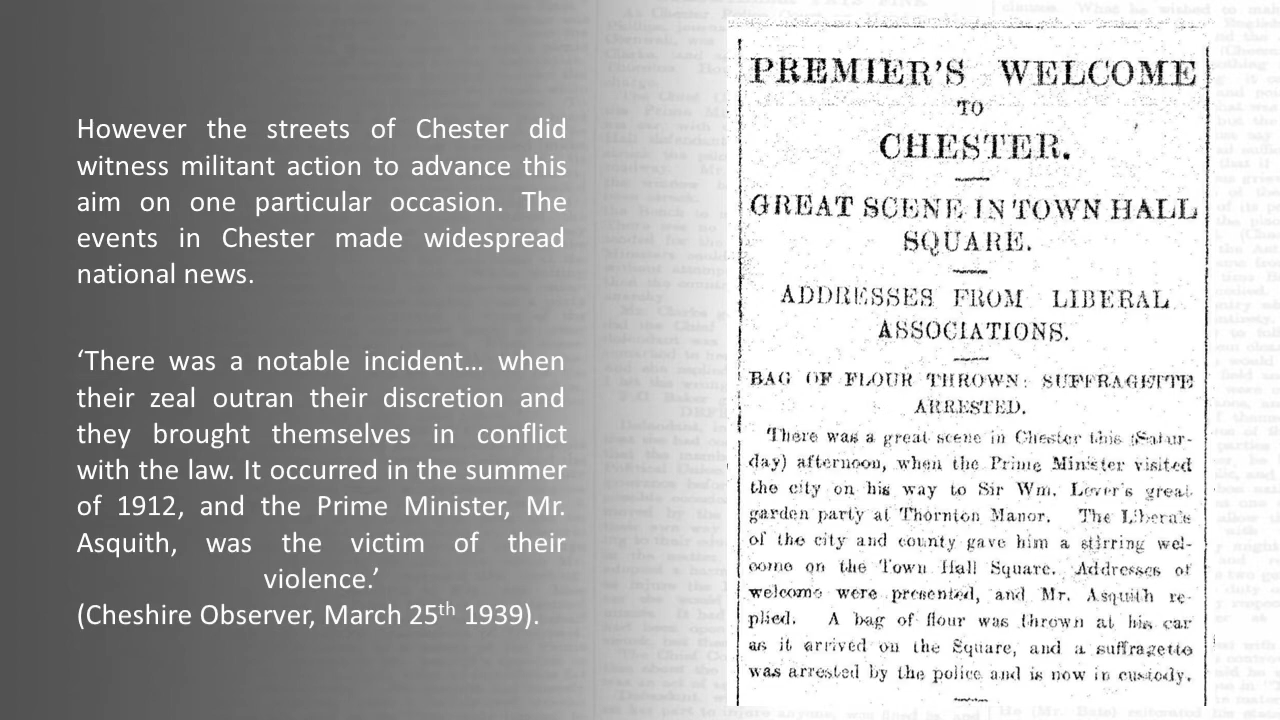 However the streets of Chester did
witness militant action to advance this
aim on one particular occasion. The
events in Chester made widespread
national news.
‘There was a notable incident… when
their zeal outran their discretion and
they brought themselves in conflict
with the law. It occurred in the summer
of 1912, and the Prime Minister, Mr.
Asquith, was the victim of their
violence.’
(Cheshire Observer, March 25th 1939).
PREMIER'S WELCOME
TO
CHESTER.
GREAT SCENE IN TOWN HALL
SQUARE.
ADDRESSES FROM LIBERAL
ASSOCIATIONS.
BAG OF FLOUR THROWN: SUFFRAGETTE
ARRESTED.
There was a great scene in Chester this (Satur-
day) afternoon, when the Prime Minister visited
the city on his way to Sir Wm. Lever's great
garden party at Thornton Manor. The Liberals
of the city and county gave him a stirring wel-
come on the Town Hall Square. Addresses of
welcome were presented, and Mr. Asquith re-
plied. A bag of flour was thrown at his car
as it arrived on the Square, and a suffragette
was arrested by the police and is now in custody.